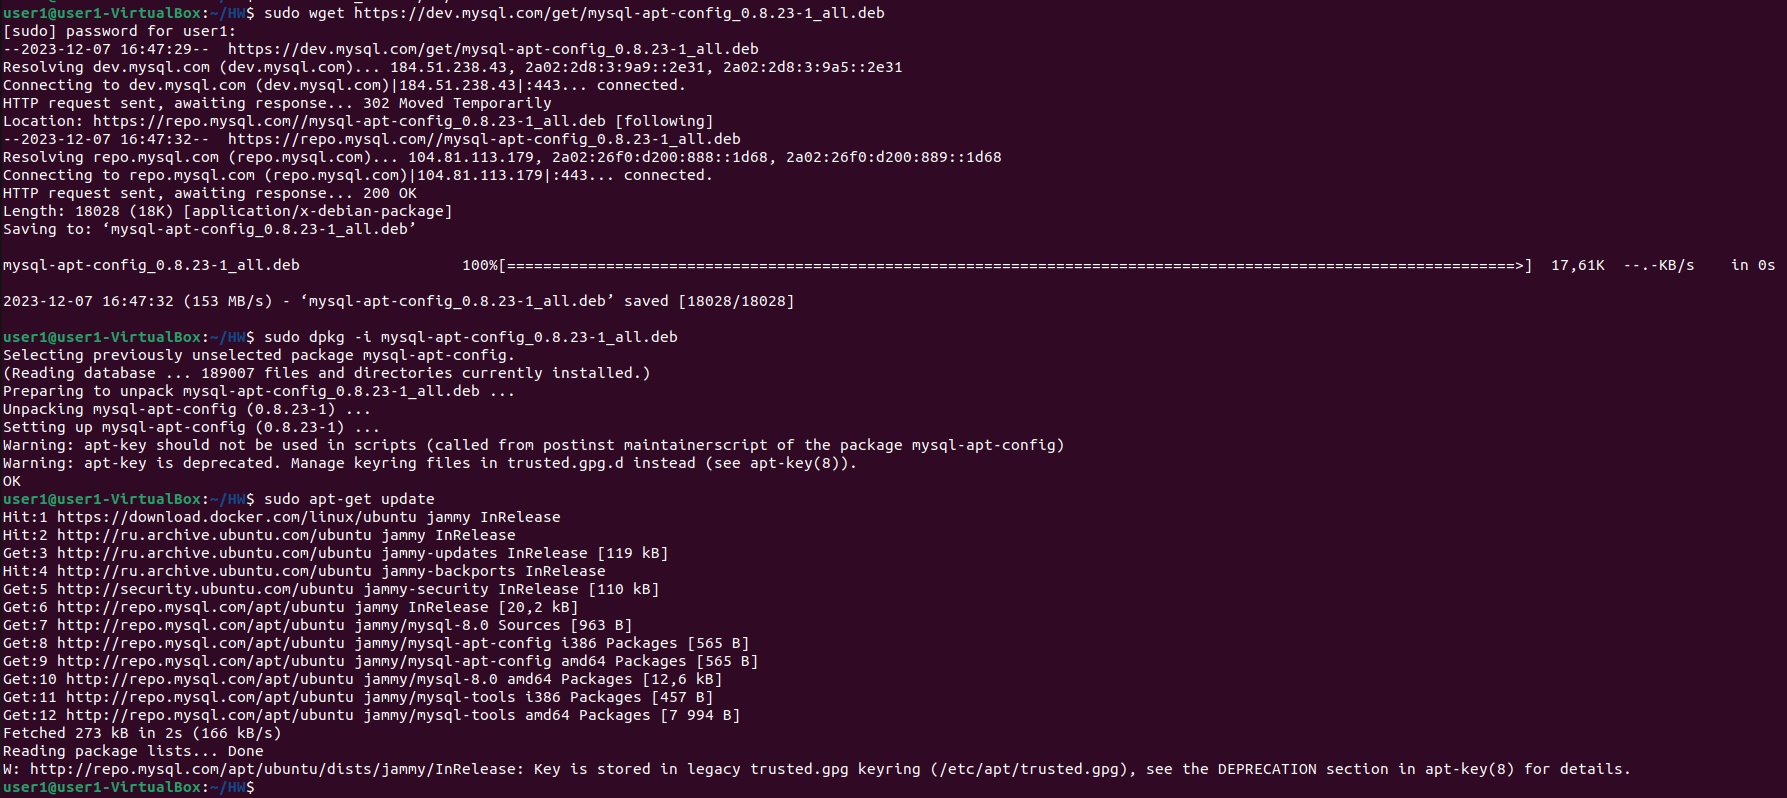 user1@user1-VirtualBox:~/HW$ sudo wget https://dev.mysql.com/get/mysql-apt-config_0.8.23-1_all.deb
[sudo] password for user1:
--2023-12-07 16:47:29--  https://dev.mysql.com/get/mysql-apt-config_0.8.23-1_all.deb
Resolving dev.mysql.com (dev.mysql.com)... 184.51.238.43, 2a02:2d8:3:9a9::2e31, 2a02:2d8:3:9a5::2e31
Connecting to dev.mysql.com (dev.mysql.com)|184.51.238.43|:443... connected.
HTTP request sent, awaiting response... 302 Moved Temporarily
Location: https://repo.mysql.com//mysql-apt-config_0.8.23-1_all.deb [following]
--2023-12-07 16:47:32--  https://repo.mysql.com//mysql-apt-config_0.8.23-1_all.deb
Resolving repo.mysql.com (repo.mysql.com)... 104.81.113.179, 2a02:26f0:d200:888::1d68, 2a02:26f0:d200:889::1d68
Connecting to repo.mysql.com (repo.mysql.com)|104.81.113.179|:443... connected.
HTTP request sent, awaiting response... 200 OK
Length: 18028 (18K) [application/x-debian-package]
Saving to: ‘mysql-apt-config_0.8.23-1_all.deb’
mysql-apt-config_0.8.23-1_all.deb                  100%[================================================================================================================>]  17,61K  --.-KB/s    in 0s
2023-12-07 16:47:32 (153 MB/s) - ‘mysql-apt-config_0.8.23-1_all.deb’ saved [18028/18028]
user1@user1-VirtualBox:~/HW$ sudo dpkg -i mysql-apt-config_0.8.23-1_all.deb
Selecting previously unselected package mysql-apt-config.
(Reading database ... 189007 files and directories currently installed.)
Preparing to unpack mysql-apt-config_0.8.23-1_all.deb ...
Unpacking mysql-apt-config (0.8.23-1) ...
Setting up mysql-apt-config (0.8.23-1) ...
Warning: apt-key should not be used in scripts (called from postinst maintainerscript of the package mysql-apt-config)
Warning: apt-key is deprecated. Manage keyring files in trusted.gpg.d instead (see apt-key(8)).
OK
user1@user1-VirtualBox:~/HW$ sudo apt-get update
Hit:1 https://download.docker.com/linux/ubuntu jammy InRelease
Hit:2 http://ru.archive.ubuntu.com/ubuntu jammy InRelease
Get:3 http://ru.archive.ubuntu.com/ubuntu jammy-updates InRelease [119 kB]
Hit:4 http://ru.archive.ubuntu.com/ubuntu jammy-backports InRelease
Get:5 http://security.ubuntu.com/ubuntu jammy-security InRelease [110 kB]
Get:6 http://repo.mysql.com/apt/ubuntu jammy InRelease [20,2 kB]
Get:7 http://repo.mysql.com/apt/ubuntu jammy/mysql-8.0 Sources [963 B]
Get:8 http://repo.mysql.com/apt/ubuntu jammy/mysql-apt-config i386 Packages [565 B]
Get:9 http://repo.mysql.com/apt/ubuntu jammy/mysql-apt-config amd64 Packages [565 B]
Get:10 http://repo.mysql.com/apt/ubuntu jammy/mysql-8.0 amd64 Packages [12,6 kB]
Get:11 http://repo.mysql.com/apt/ubuntu jammy/mysql-tools i386 Packages [457 B]
Get:12 http://repo.mysql.com/apt/ubuntu jammy/mysql-tools amd64 Packages [7 994 B]
Fetched 273 kB in 2s (166 kB/s)
Reading package lists... Done
W: http://repo.mysql.com/apt/ubuntu/dists/jammy/InRelease: Key is stored in legacy trusted.gpg keyring (/etc/apt/trusted.gpg), see the DEPRECATION section in apt-key(8) for details.
user1@user1-VirtualBox:~/HW$